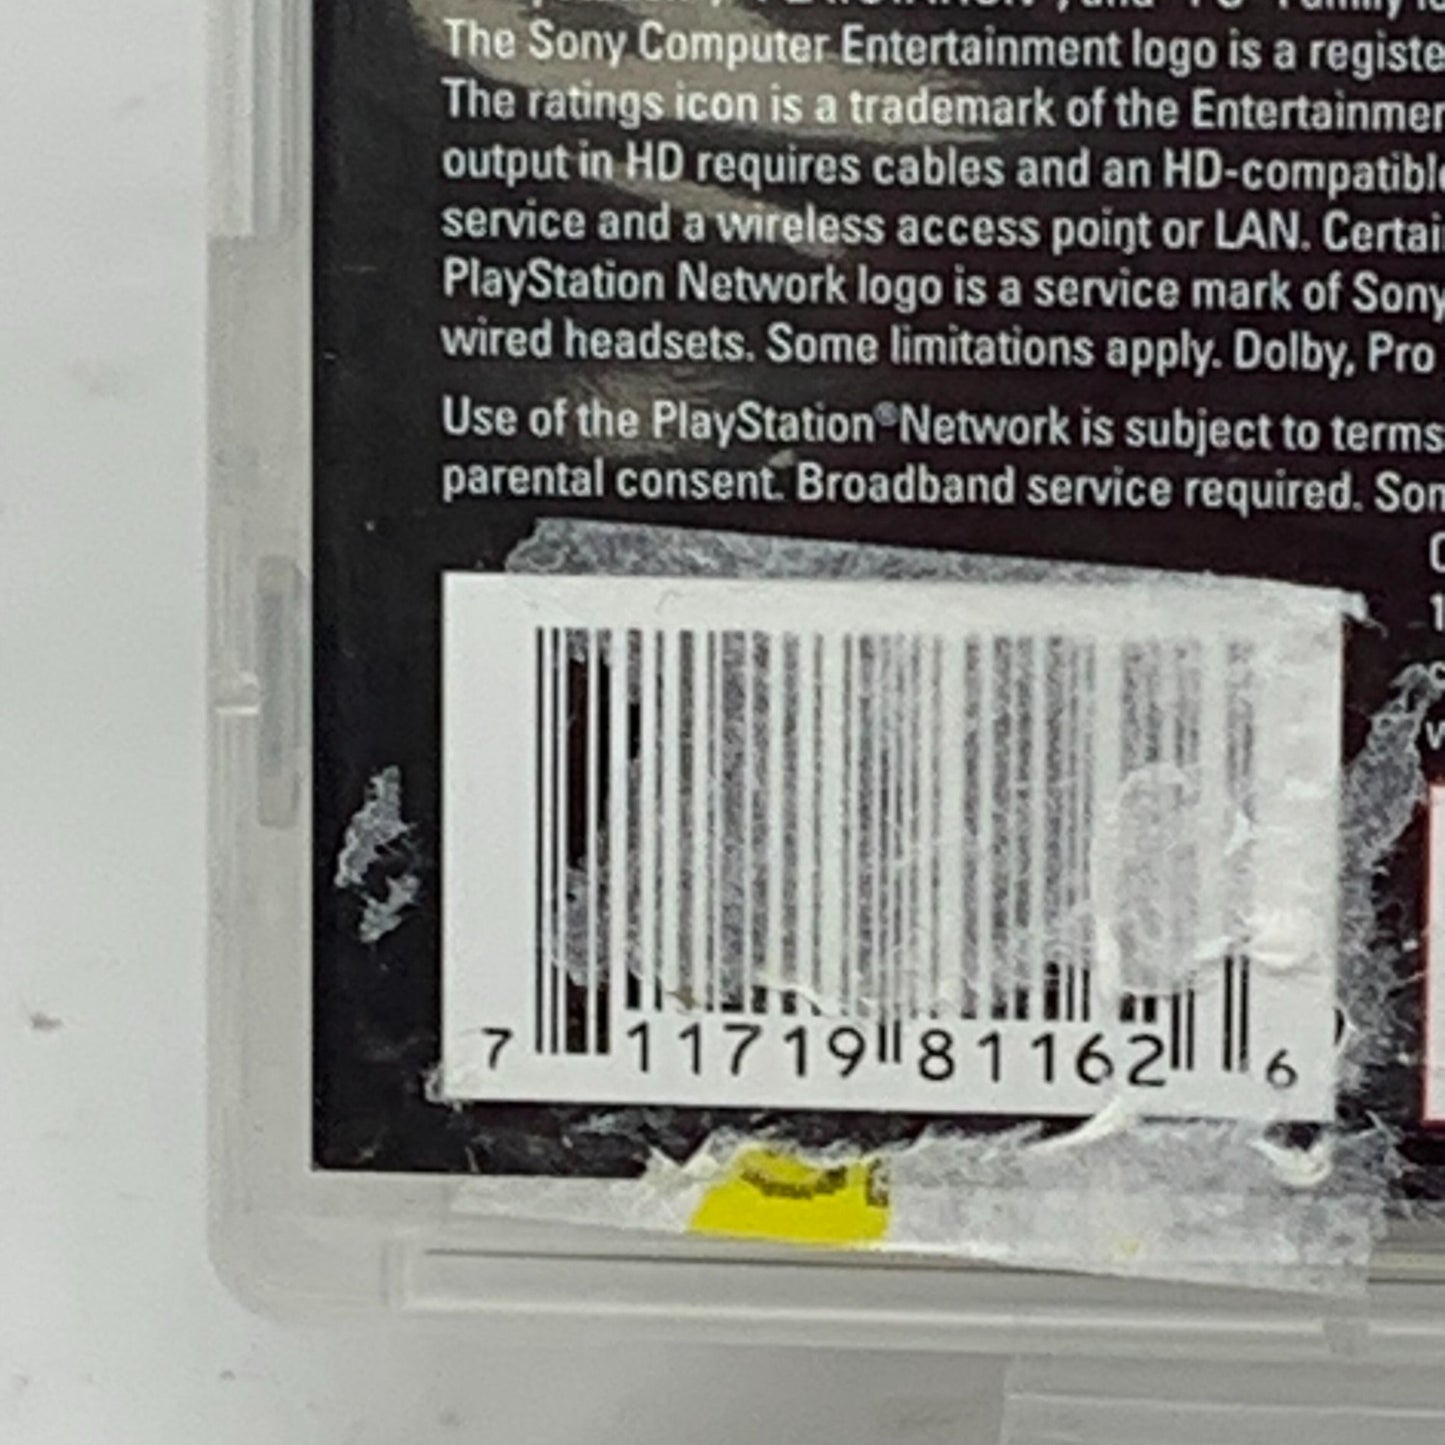 The Sony Computer Entertainment logo is a registe
The ratings icon is a trademark of the Entertainmen
output in HD requires cables and an HD-compatible
service and a wireless access point or LAN. Certai
PlayStation Network logo is a service mark of Sony
wired headsets. Some limitations apply. Dolby, Pro
Use of the PlayStation®Network is subject to terms
parental consent. Broadband service required. Som
7 11719 81162 6